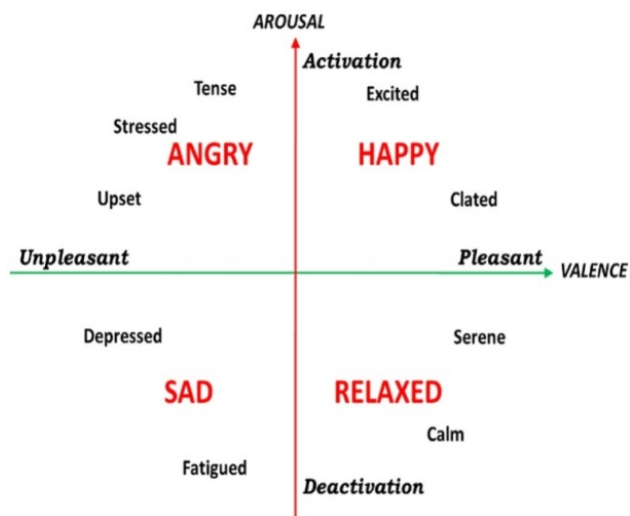 AROUSAL
Activation
Tense
Excited
Stressed
ANGRY
HAPPY
Upset
Clated
Unpleasant
Pleasant
VALENCE
Depressed
Serene
SAD
RELAXED
Calm
Fatigued
Deactivation